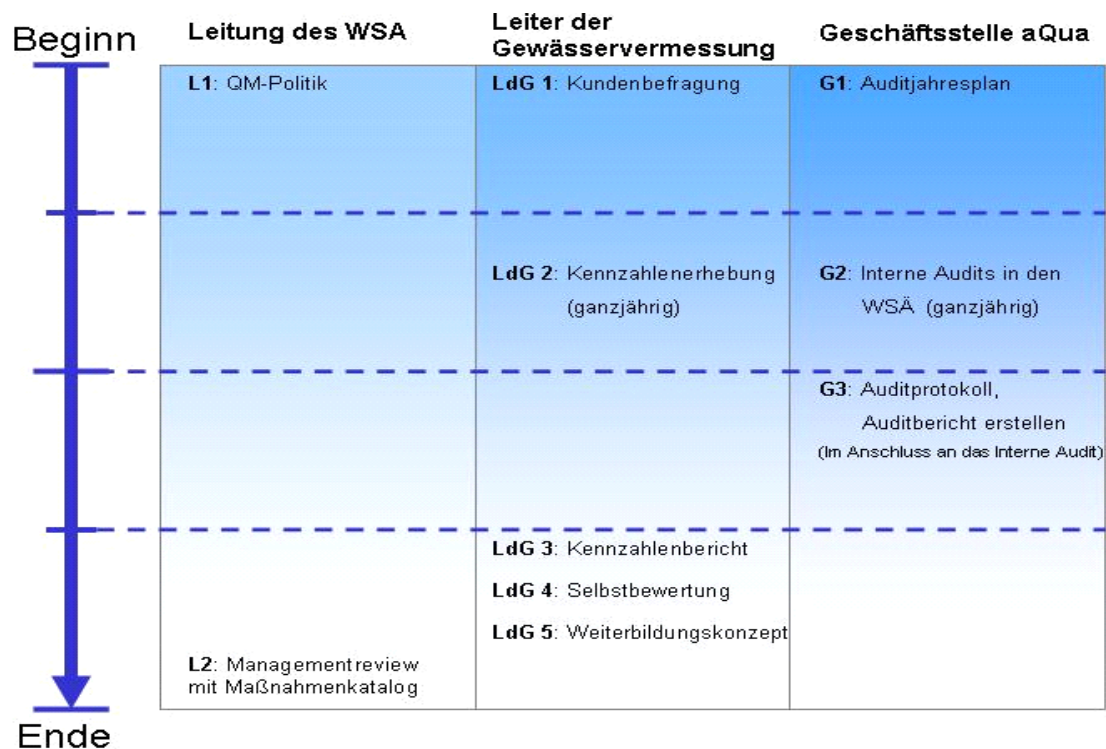 Beginn
Leitung des WSA
Leiter der
Gewässervermessung
Geschäftsstelle aQua
L1: QM-Politik
LdG 1: Kundenbefragung
G1: Auditjahresplan
LdG 2: Kennzahlenerhebung
(ganzjährig)
G2: Interne Audits in den
WSÄ (ganzjährig)
G3: Auditprotokoll,
Auditbericht erstellen
(Im Anschluss an das Interne Audit)
LdG 3: Kennzahlenbericht
LdG 4: Selbstbewertung
LdG 5: Weiterbildungskonzept
L2: Managementreview
mit Maßnahmenkatalog
Ende